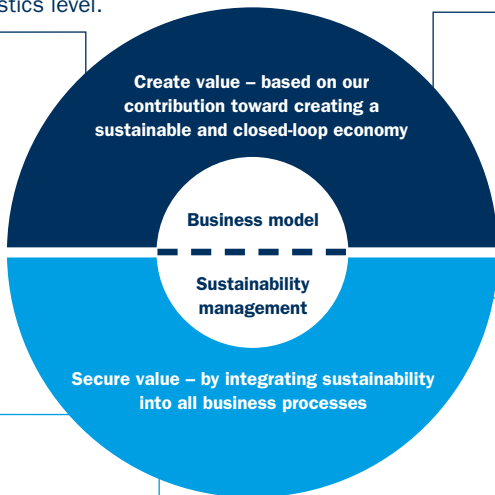 stics level.
Create value – based on our
contribution toward creating a
sustainable and closed-loop economy
Business model
Sustainability
management
Secure value – by integrating sustainability
into all business processes